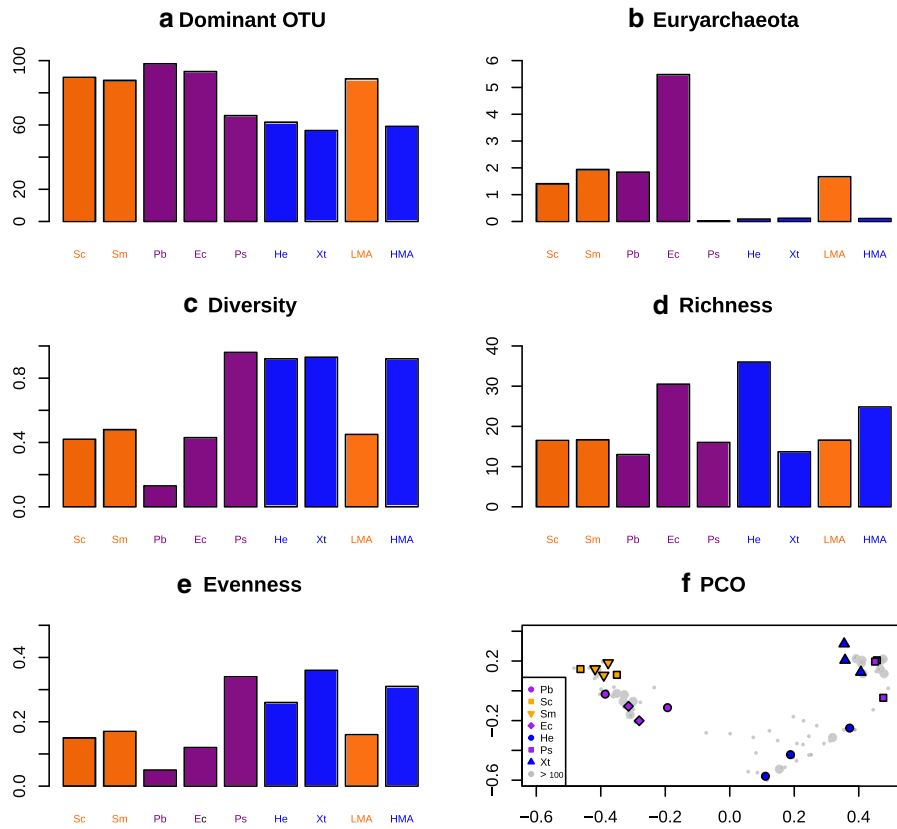 a Dominant OTU
100
60
20
0
Sc Sm Pb Ec Ps He Xt LMA HMA
b Euryarchaeota
6
5
4
3
2
1
0
Sc Sm Pb Ec Ps He Xt LMA HMA
c Diversity
0.8
0.4
0.0
Sc Sm Pb Ec Ps He Xt LMA HMA
d Richness
40
30
20
10
0
Sc Sm Pb Ec Ps He Xt LMA HMA
e Evenness
0.4
0.2
0.0
Sc Sm Pb Ec Ps He Xt LMA HMA
f PCO
0.2
−0.2
−0.6
Pb
Sc
Sm
Ec
He
Ps
Xt
> 100
−0.6 −0.4 −0.2 0.0 0.2 0.4